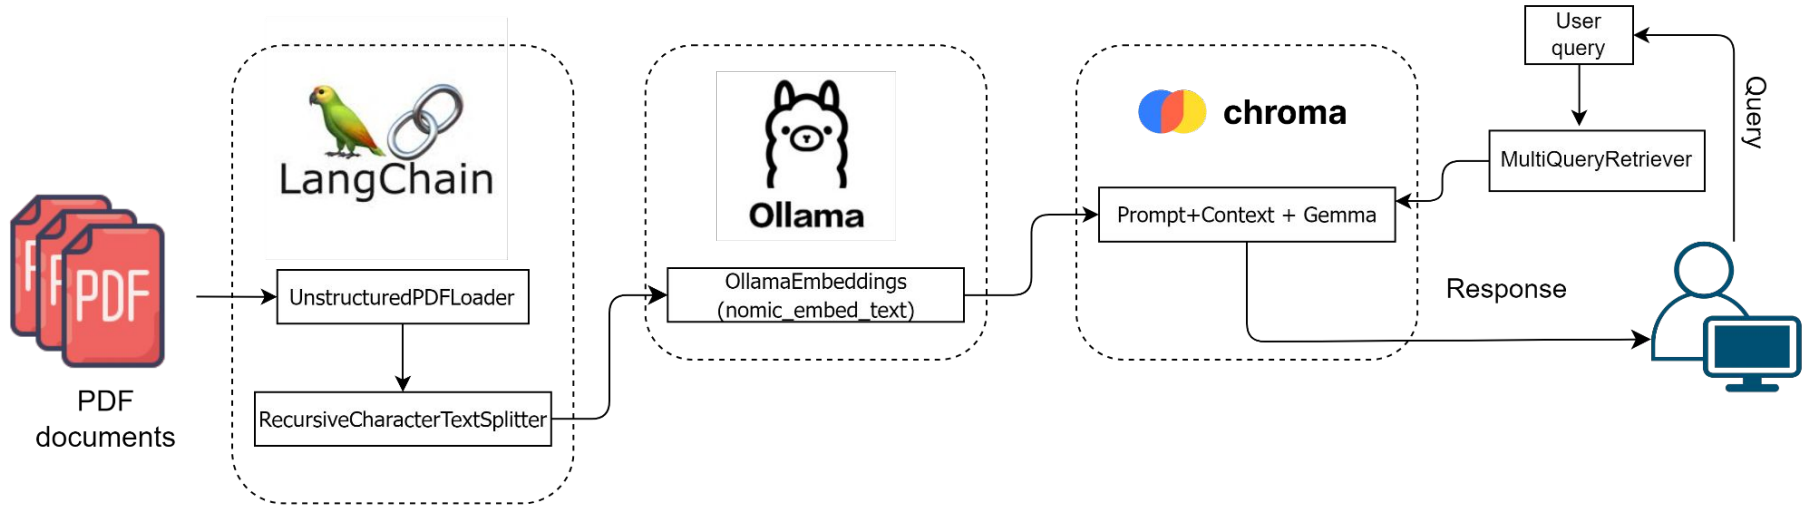 PDF
PDF
documents
LangChain
UnstructuredPDFLoader
RecursiveCharacterTextSplitter
Ollama
OllamaEmbeddings
(nomic_embed_text)
chroma
Prompt+Context + Gemma
User
query
MultiQueryRetriever
Query
Response